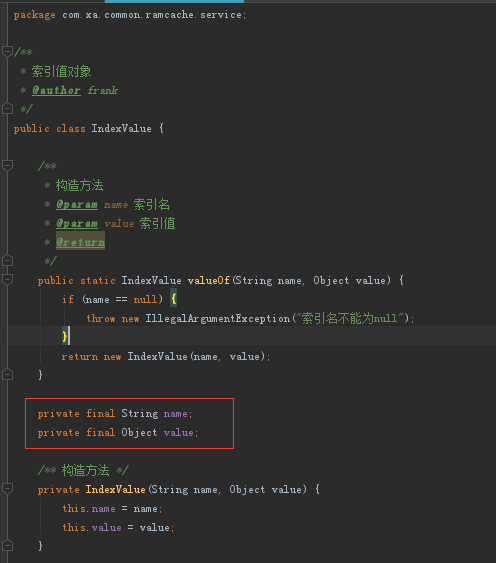 package com.xa.common.ramcache.service;
/**
* 索引值对象
* @author frank
*/
public class IndexValue {
/**
* 构造方法
* @param name 索引名
* @param value 索引值
* @return
*/
public static IndexValue valueOf(String name, Object value) {
if (name == null) {
throw new IllegalArgumentException("索引名不能为null");
}
return new IndexValue(name, value);
}
private final String name;
private final Object value;
/** 构造方法 */
private IndexValue(String name, Object value) {
this.name = name;
this.value = value;
}